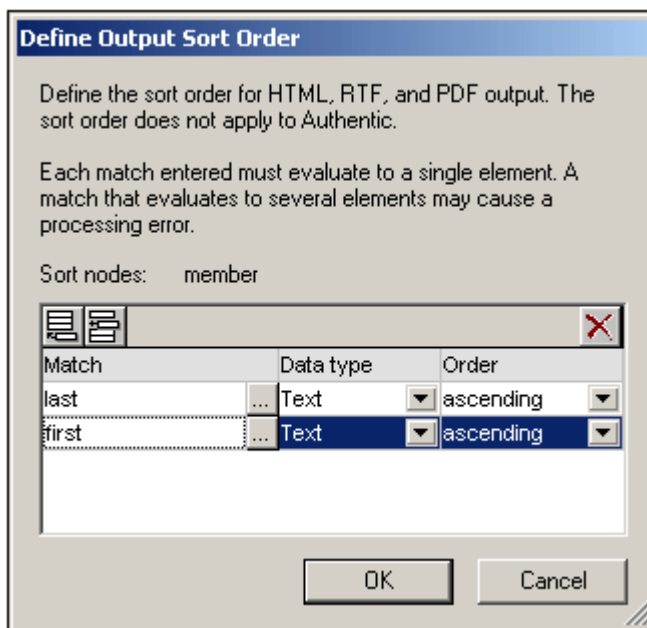 Define Output Sort Order
Define the sort order for HTML, RTF, and PDF output. The
sort order does not apply to Authentic.
Each match entered must evaluate to a single element. A
match that evaluates to several elements may cause a
processing error.
Sort nodes: member
Match Data type Order
last ... Text ascending
first ... Text ascending
OK Cancel